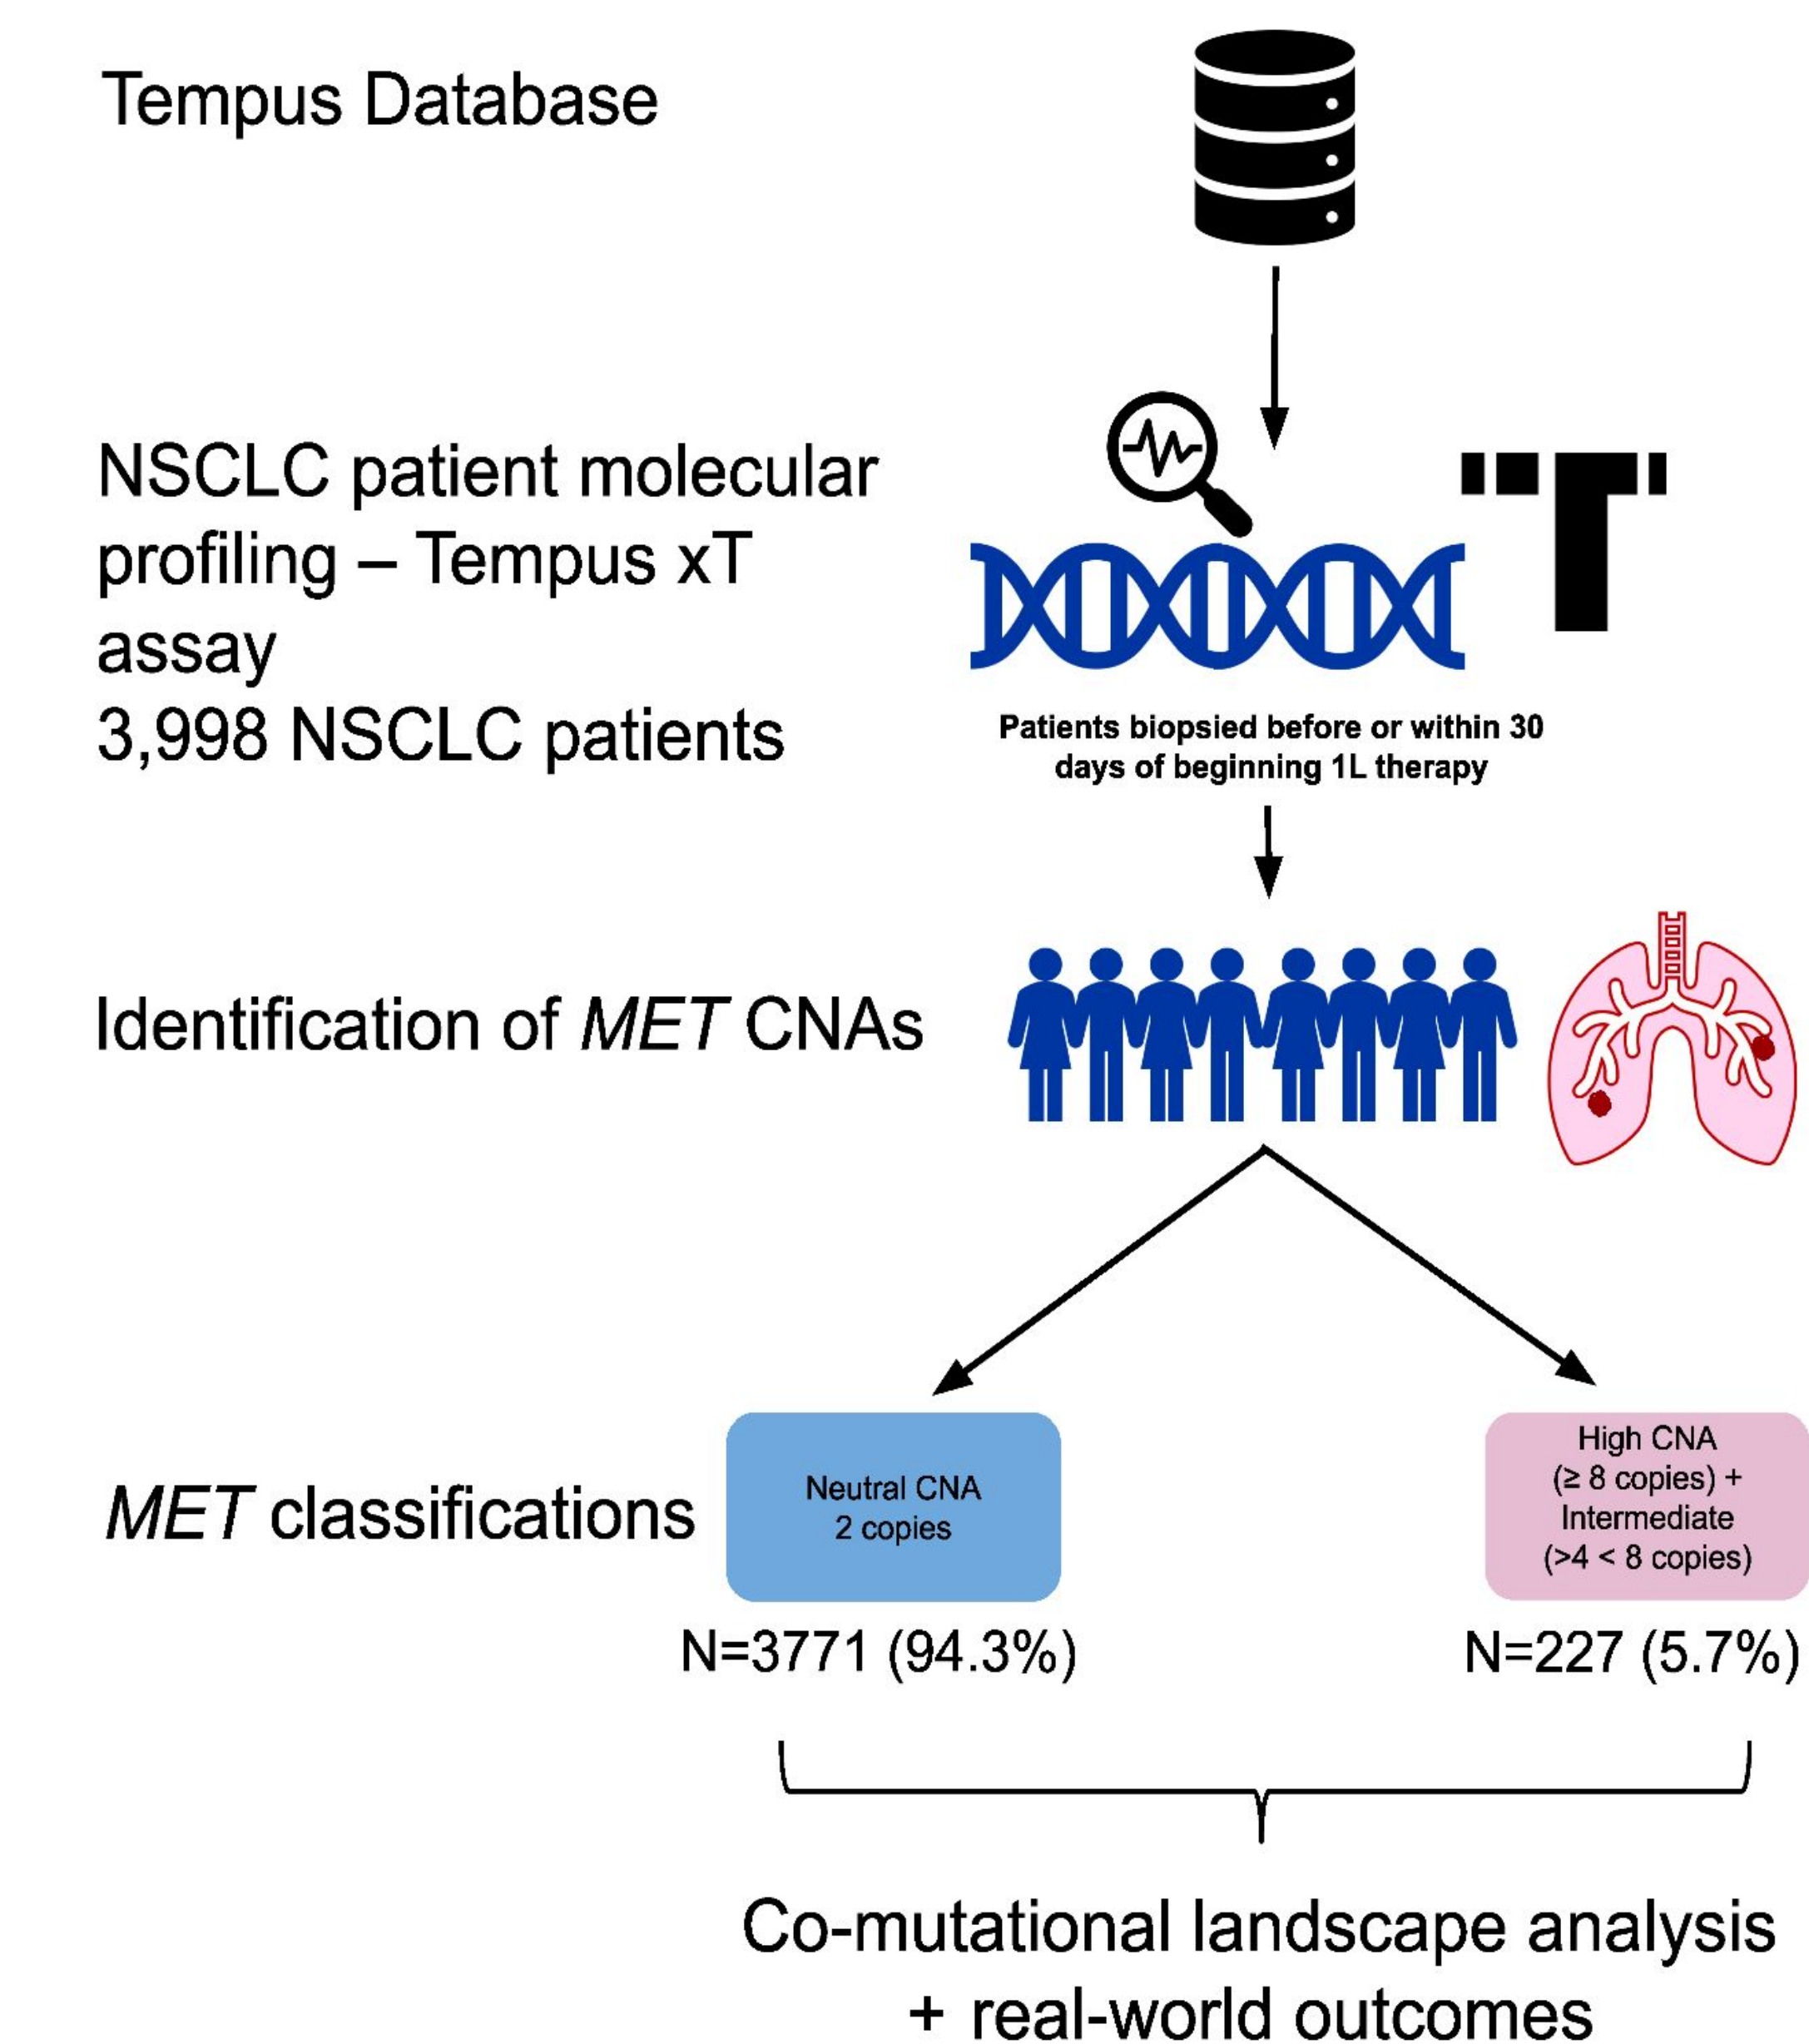 Tempus Database
NSCLC patient molecular
profiling – Tempus xT
assay
3,998 NSCLC patients
"T"
Patients biopsied before or within 30
days of beginning 1L therapy
Identification of MET CNAs
MET classifications
Neutral CNA
2 copies
High CNA
(≥ 8 copies) +
Intermediate
(>4 < 8 copies)
N=3771 (94.3%)
N=227 (5.7%)
Co-mutational landscape analysis
+ real-world outcomes